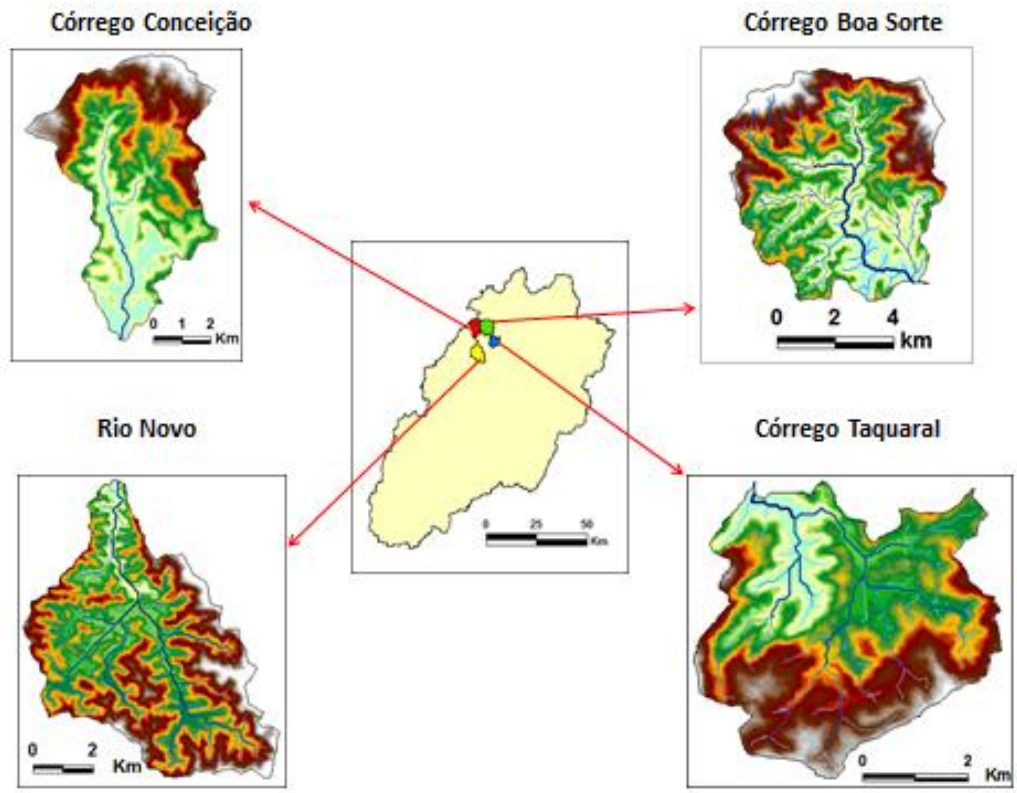 Córrego Conceição
Córrego Boa Sorte
0 1 2
Km
0 2 4
km
Rio Novo
Córrego Taquaral
0 25 50
Km
0 2
Km
0 2
Km